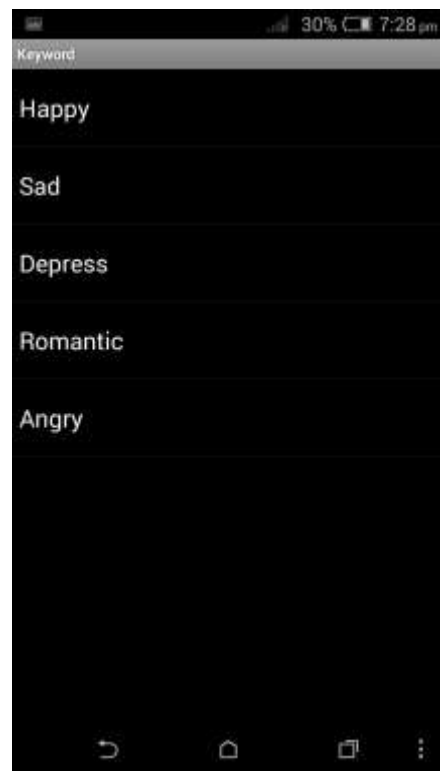 30% 7:28 pm
Keyword
Happy
Sad
Depress
Romantic
Angry